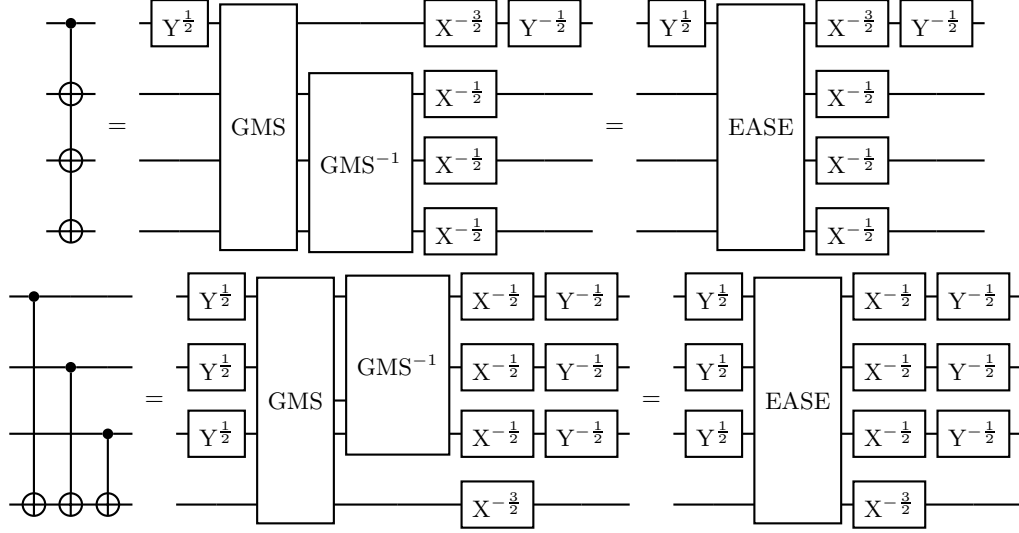 Y^{1/2} X^{-3/2} Y^{-1/2} Y^{1/2} X^{-3/2} Y^{-1/2}
X^{-1/2} X^{-1/2}
= GMS = EASE
GMS^{-1} X^{-1/2} X^{-1/2}
X^{-1/2} X^{-1/2}
Y^{1/2} X^{-1/2} Y^{-1/2} Y^{1/2} X^{-1/2} Y^{-1/2}
Y^{1/2} GMS^{-1} X^{-1/2} Y^{-1/2} Y^{1/2} X^{-1/2} Y^{-1/2}
= GMS = EASE
Y^{1/2} X^{-1/2} Y^{-1/2} Y^{1/2} X^{-1/2} Y^{-1/2}
X^{-3/2} X^{-3/2}